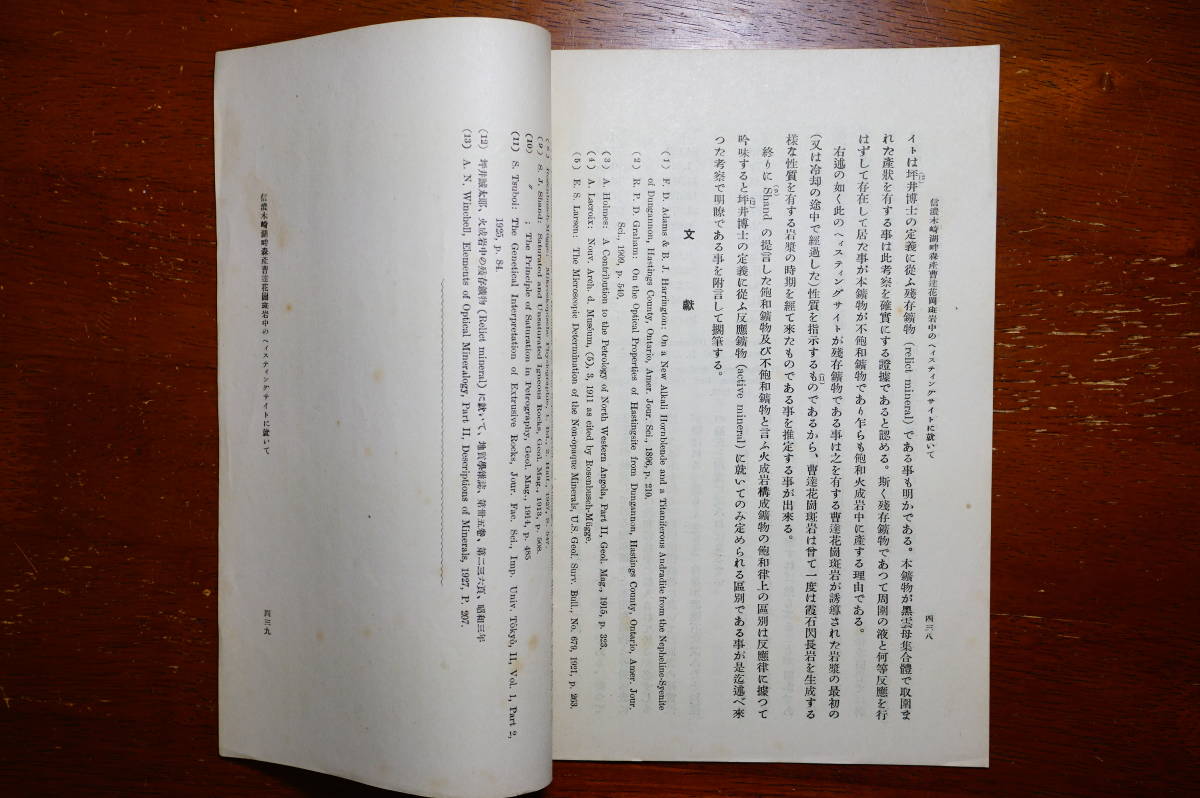 信濃木崎湖畔森産曹達花崗斑岩中のヘイスティングサイトに就いて
四三八
イトは坪井博士の定義に從ふ殘存鑛物 (relict mineral) である事も明かである。本鑛物が黑雲母集合體で取圍ま
れた產狀を有する事は此考察を確實にする證據であると認める。斯く殘存鑛物であつて周圍の液と何等反應を行
はずして存在して居た事が本鑛物が不飽和鑛物であり乍らも飽和火成岩中に產する理由である。
右述の如く此のヘイスティングサイトが殘存鑛物である事は之を有する曹達花崗斑岩が誘導された岩漿の最初の
(又は冷却の途中で經過した)性質を指示するものであるから、曹達花崗斑岩は曾て一度は霞石閃長岩を生成する
樣な性質を有する岩漿の時期を經て來たものである事を推定する事が出來る。
終りに Shand の提言した飽和鑛物及び不飽和鑛物と言ふ火成岩構成鑛物の飽和律上の區別は反應律に據つて
吟味すると坪井博士の定義に從ふ反應鑛物 (active mineral) に就いてのみ定められる區別である事が是迄述べ來
つた考察で明瞭である事を附言して擱筆する。
文獻
(1) F. D. Adams & B. J. Harrington: On a New Alkali Hornblende and a Titaniferous Andradite from the Nepheline-Syenite
of Dungannon, Hastings County, Ontario, Amer. Jour. Sci., 1896, p. 210.
(2) R. P. D. Graham: On the Optical Properties of Hastingsite from Dungannon, Hastings County, Ontario, Amer. Jour.
Sci., 1909, p. 540.
(3) A. Holmes: A Contribution to the Petrology of North Western Angola, Part II, Geol. Mag., 1915, p. 323.
(4) A. Lacroix: Nouv. Arch. d. Muséum, (5), 3, 1911 as cited by Rosenbusch-Mügge.
(5) E. S. Larsen: The Microscopic Determination of the Non-opaque Minerals, U.S. Geol. Surv. Bull., No. 679, 1921, p. 263.
Rosenbusch-Mügge: Mikroskopische Physiographie, 1. Bd., 2. Hälf., 1927, S. 547.
(9) S. J. Shand: Saturated and Unsaturated Igneous Rocks, Geol. Mag., 1913, p. 508.
(10) 〃 ; The Principle of Saturation in Petrography, Geol. Mag., 1914, p. 485
(11) S. Tsuboi: The Genetical Interpretation of Extrusive Rocks, Jour. Fac. Sci., Imp. Univ. Tōkyō, II, Vol. 1, Part 2,
1925, p. 84.
(12) 坪井誠太郎、火成岩中の殘存鑛物 (Relict mineral) に就いて、地質學雜誌、第卅五卷、第二三六頁、昭和三年
(13) A. N. Winchell, Elements of Optical Mineralogy, Part II, Descriptions of Minerals, 1927, P. 207.
信濃木崎湖畔森産曹達花崗斑岩中のヘイスティングサイトに就いて
四三九